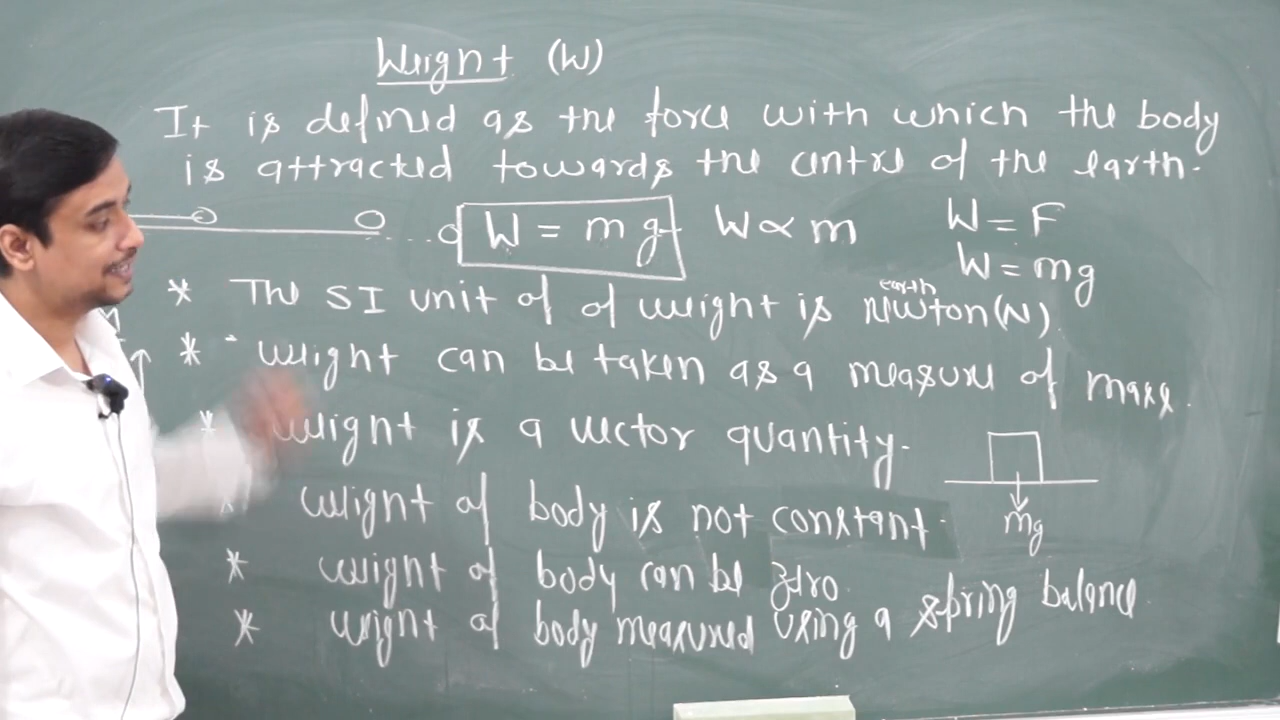 Weight (W)
It is defined as the force with which the body
is attracted towards the centre of the earth.
W = mg W ∝ m W = F
W = mg
earth
* The SI unit of of weight is Newton(N).
* weight can be taken as a measure of mass.
* weight is a vector quantity.
* weight of body is not constant.
mg
* weight of body can be zero.
* weight of body measured using a spring balance
M